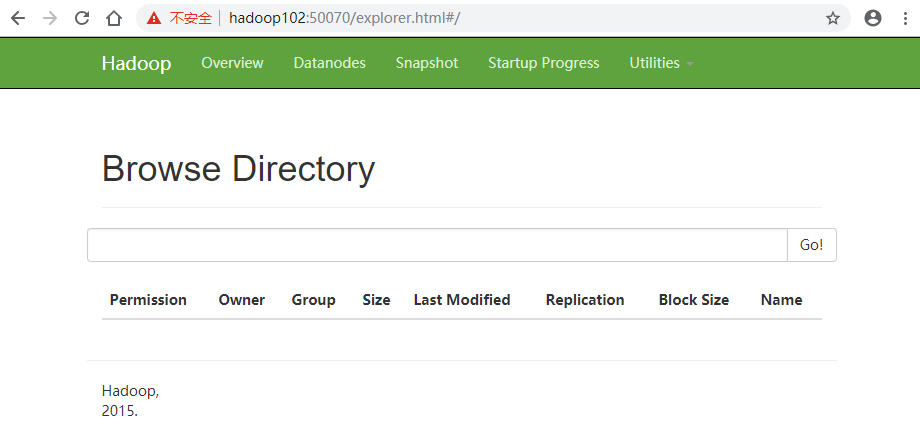 不安全 hadoop102:50070/explorer.html#/
Hadoop Overview Datanodes Snapshot Startup Progress Utilities
Browse Directory
Go!
Permission Owner Group Size Last Modified Replication Block Size Name
Hadoop,
2015.